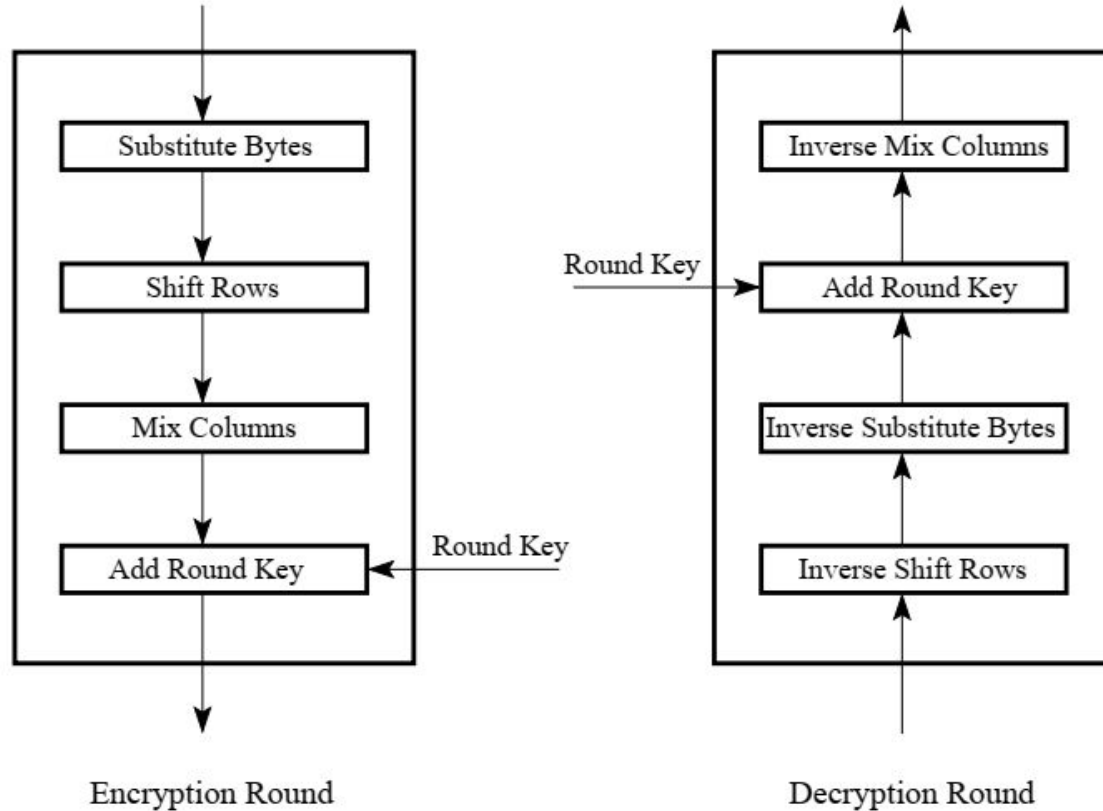 Substitute Bytes
Shift Rows
Mix Columns
Add Round Key
Round Key
Encryption Round
Inverse Mix Columns
Round Key
Add Round Key
Inverse Substitute Bytes
Inverse Shift Rows
Decryption Round